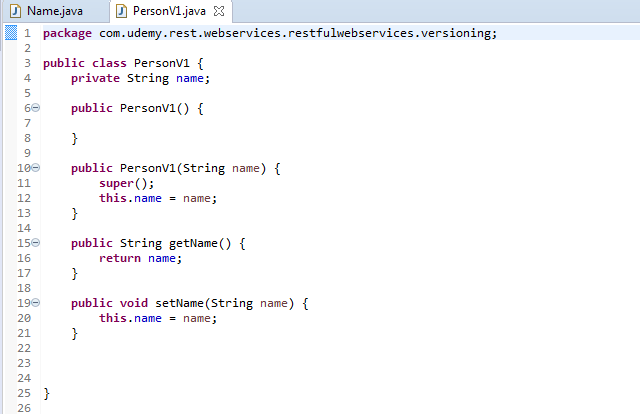 Name.java PersonV1.java
1 package com.udemy.rest.webservices.restfulwebservices.versioning;
2
3 public class PersonV1 {
4 private String name;
5
6 public PersonV1() {
7
8 }
9
10 public PersonV1(String name) {
11 super();
12 this.name = name;
13 }
14
15 public String getName() {
16 return name;
17 }
18
19 public void setName(String name) {
20 this.name = name;
21 }
22
23
24
25 }
26